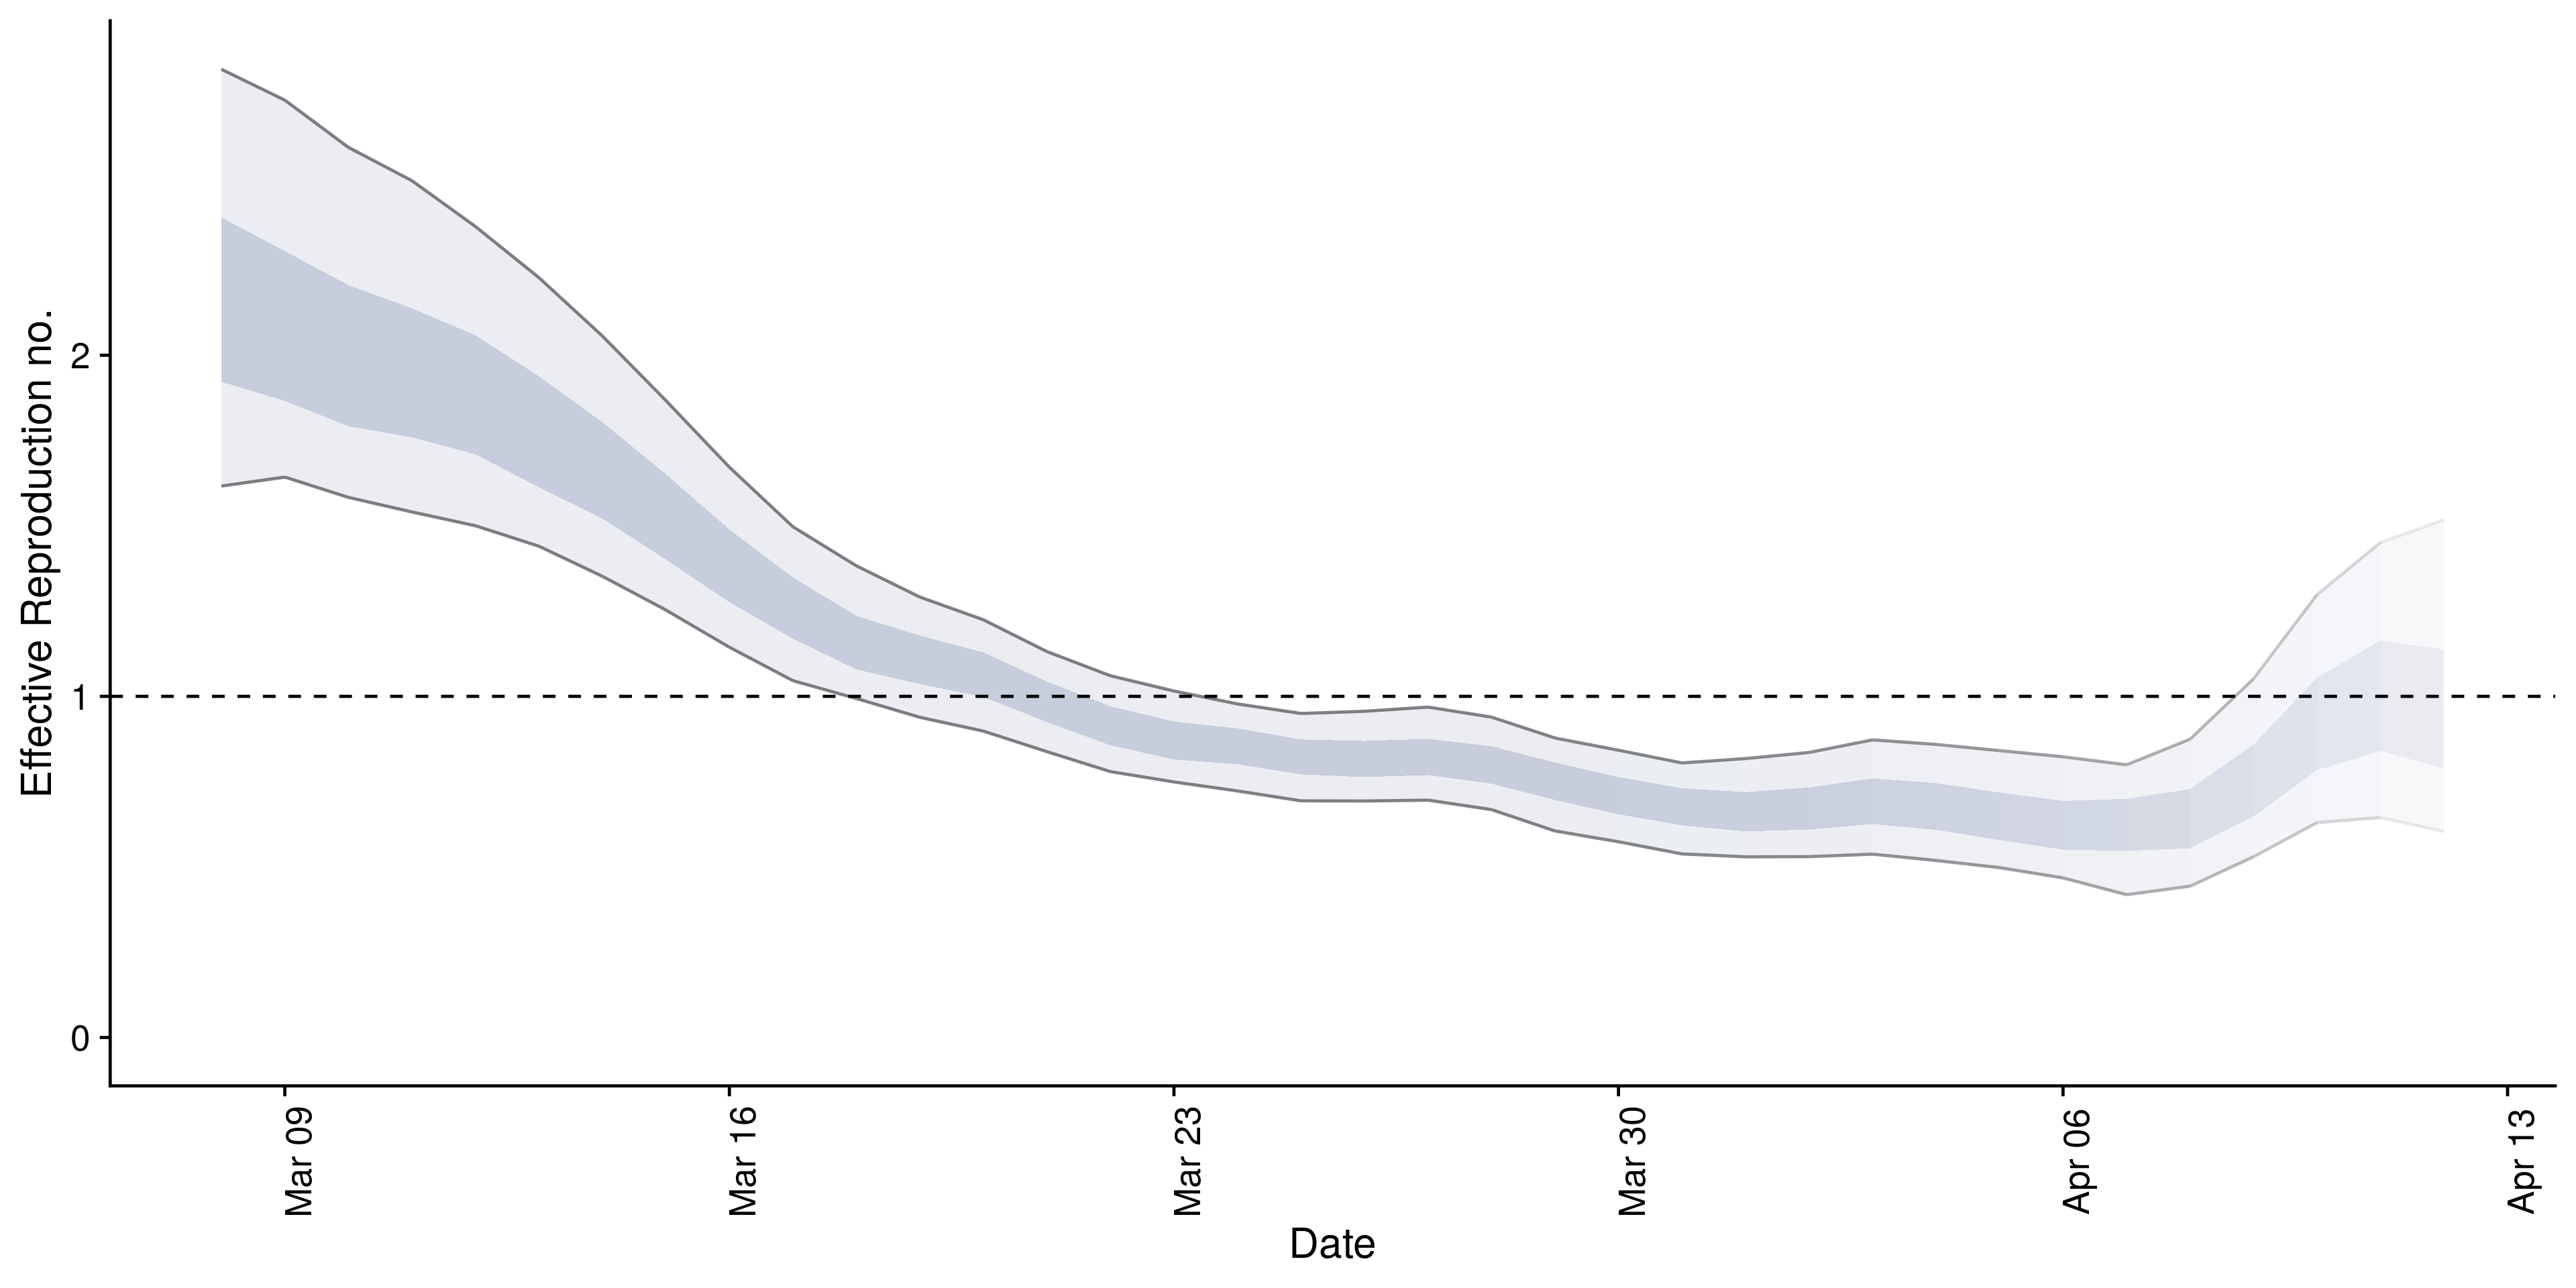 Effective Reproduction no.
2
1
0
Mar 09
Mar 16
Mar 23
Mar 30
Apr 06
Apr 13
Date